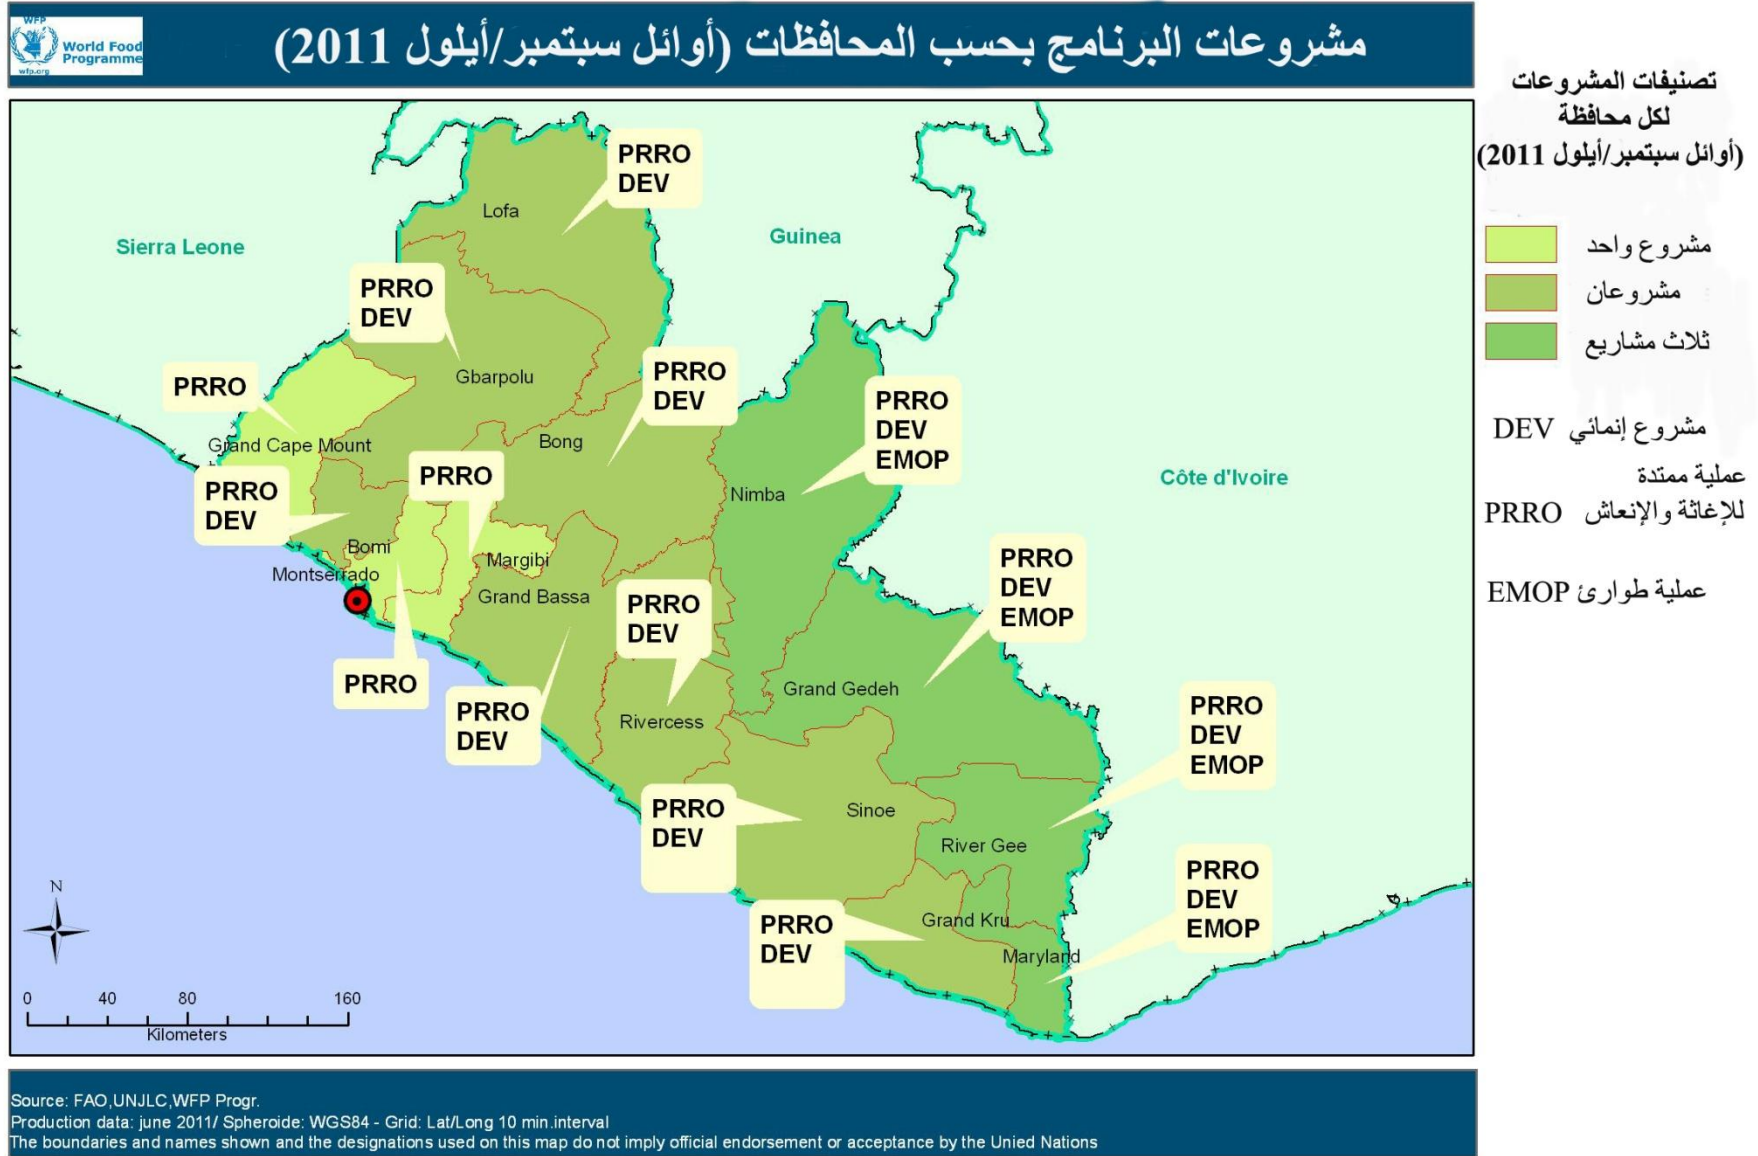 WFP
World Food
Programme
wfp.org
مشروعات البرنامج بحسب المحافظات (أوائل سبتمبر/أيلول 2011)
تصنيفات المشروعات
لكل محافظة
(أوائل سبتمبر/أيلول 2011)
مشروع واحد
مشروعان
ثلاث مشاريع
مشروع إنمائي DEV
عملية ممتدة
للإغاثة والإنعاش PRRO
عملية طوارئ EMOP
Sierra Leone
Guinea
Côte d'Ivoire
PRRO
DEV
Lofa
PRRO
DEV
Gbarpolu
PRRO
Grand Cape Mount
PRRO
DEV
Bong
PRRO
DEV
EMOP
Nimba
PRRO
DEV
Bomi
PRRO
Margibi
Montserrado
PRRO
Grand Bassa
PRRO
DEV
PRRO
DEV
Rivercess
PRRO
DEV
EMOP
Grand Gedeh
PRRO
DEV
EMOP
River Gee
PRRO
DEV
Sinoe
PRRO
DEV
Grand Kru
PRRO
DEV
EMOP
Maryland
N
0 40 80 160
Kilometers
Source: FAO,UNJLC,WFP Progr.
Production data: june 2011/ Spheroide: WGS84 - Grid: Lat/Long 10 min.interval
The boundaries and names shown and the designations used on this map do not imply official endorsement or acceptance by the Unied Nations